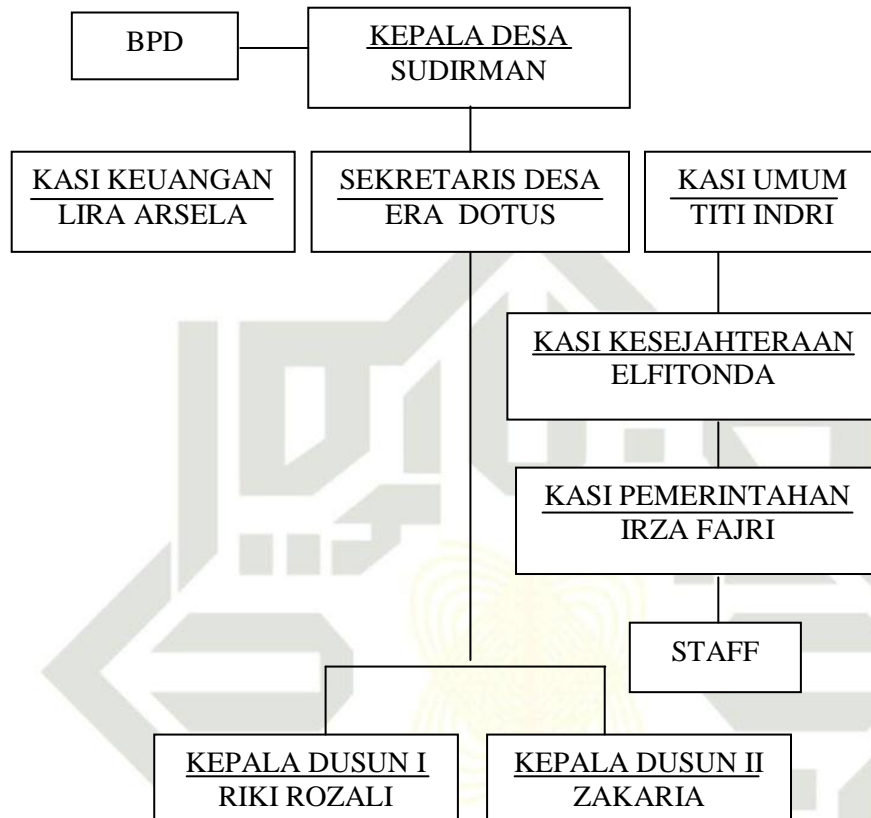 BPD
KEPALA DESA
SUDIRMAN
KASI KEUANGAN
LIRA ARSELA
SEKRETARIS DESA
ERA DOTUS
KASI UMUM
TITI INDRI
KASI KESEJAHTERAAN
ELFITONDA
KASI PEMERINTAHAN
IRZA FAJRI
STAFF
KEPALA DUSUN I
RIKI ROZALI
KEPALA DUSUN II
ZAKARIA